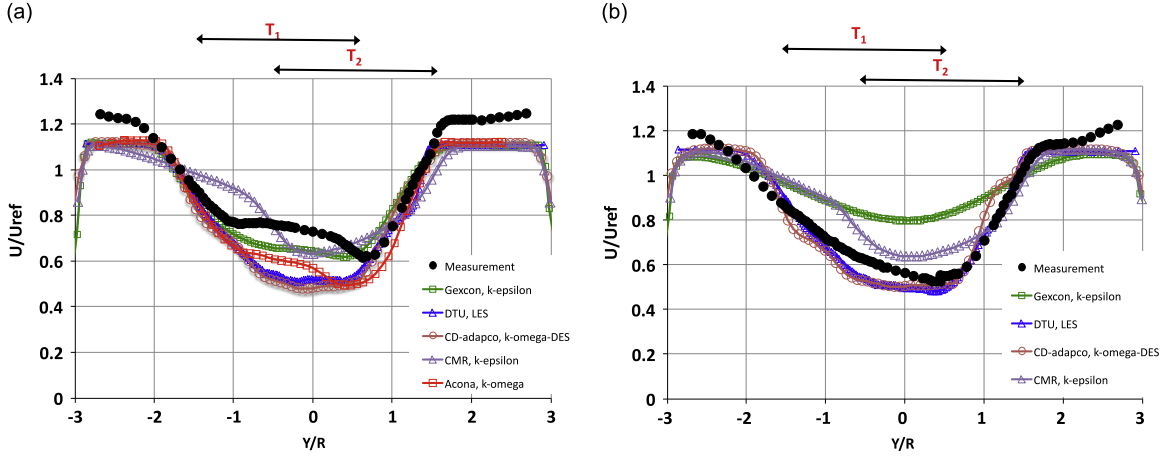 (a)
T1
T2
U/Uref
1.4
1.2
1
0.8
0.6
0.4
0.2
0
-3
-2
-1
0
1
2
3
Y/R
Measurement
Gexcon, k-epsilon
DTU, LES
CD-adapco, k-omega-DES
CMR, k-epsilon
Acona, k-omega
(b)
T1
T2
U/Uref
1.4
1.2
1
0.8
0.6
0.4
0.2
0
-3
-2
-1
0
1
2
3
Y/R
Measurement
Gexcon, k-epsilon
DTU, LES
CD-adapco, k-omega-DES
CMR, k-epsilon